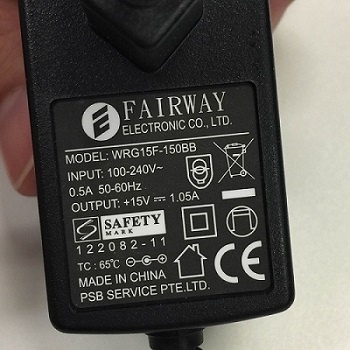 FAIRWAY
ELECTRONIC CO., LTD.
MODEL: WRG15F-150BB
INPUT: 100-240V~
0.5A 50-60Hz
OUTPUT: +15V⎓ 1.05A
S SAFETY
MARK
122082-11
TC : 65℃
MADE IN CHINA
PSB SERVICE PTE.LTD.
CE